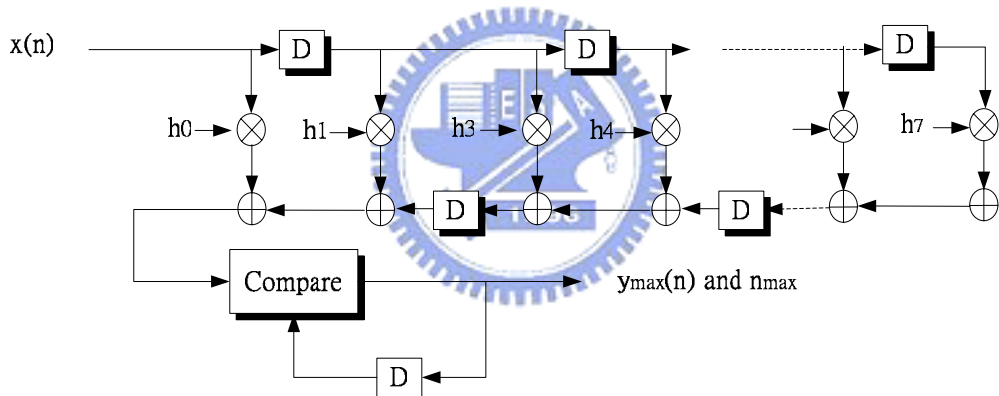 x(n) D D D
h0 h1 h3 h4 h7
D D
Compare ymax(n) and nmax
D